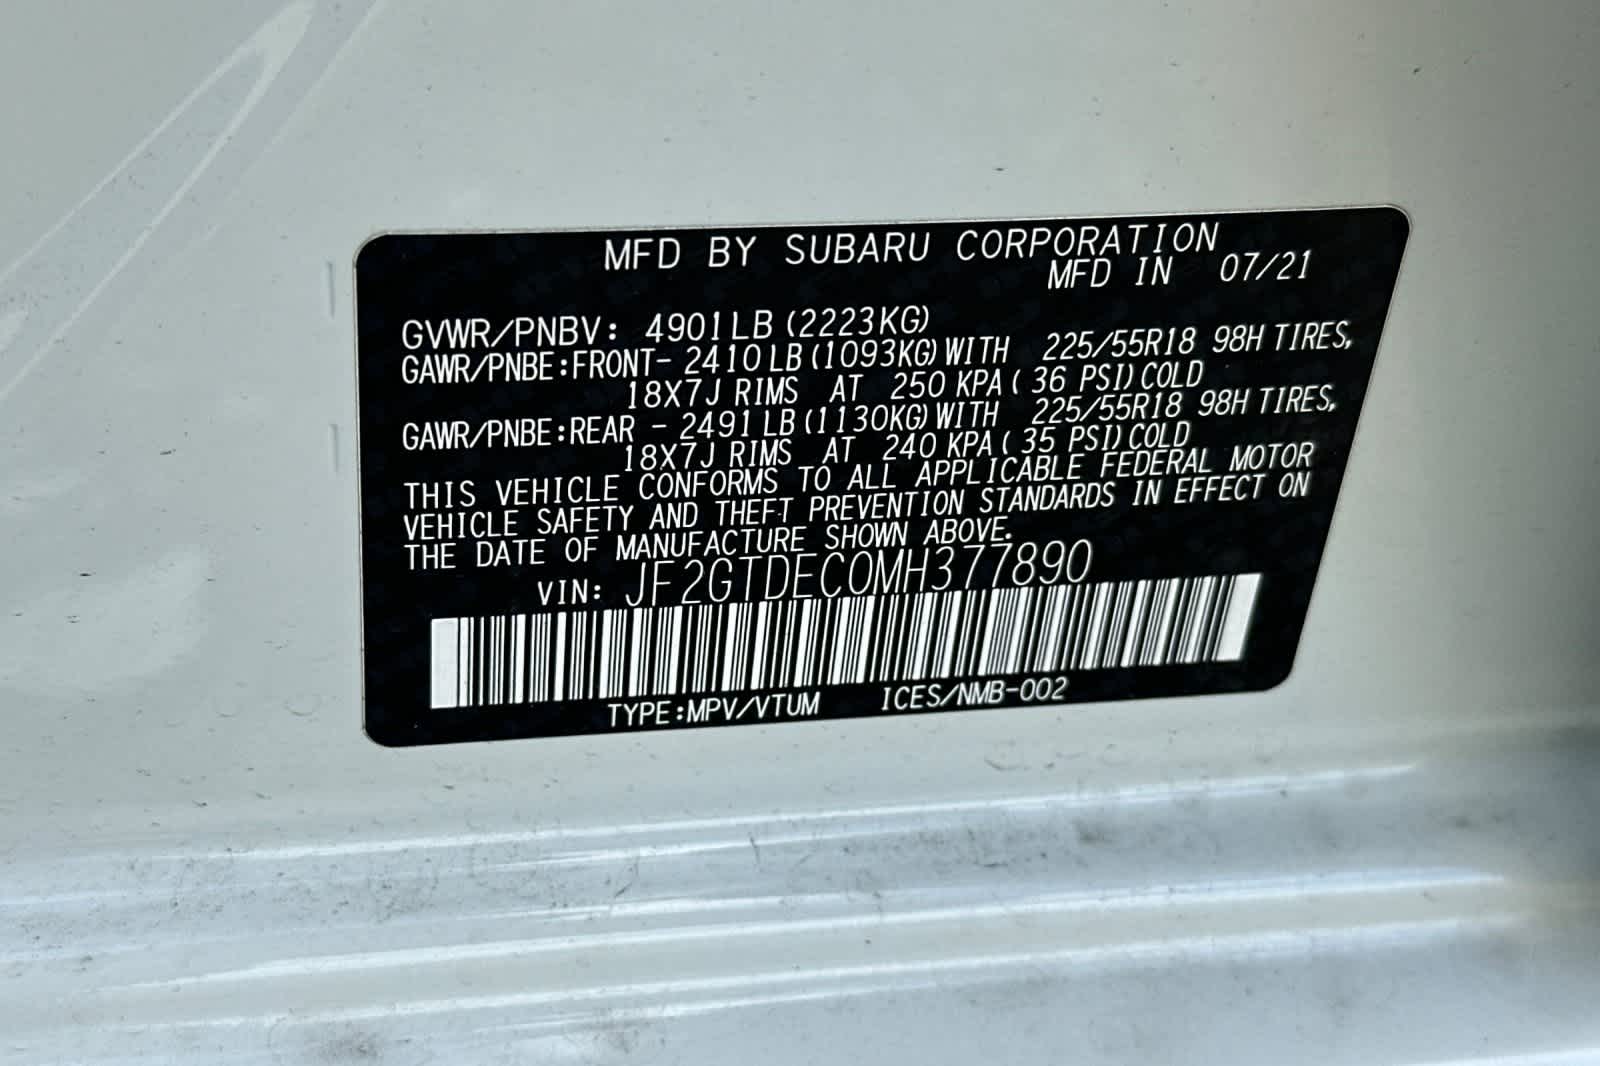 MFD BY SUBARU CORPORATION
MFD IN 07/21
GVWR/PNBV: 4901LB (2223KG)
GAWR/PNBE:FRONT- 2410LB (1093KG) WITH 225/55R18 98H TIRES,
18X7J RIMS AT 250 KPA ( 36 PSI) COLD
GAWR/PNBE:REAR - 2491LB (1130KG) WITH 225/55R18 98H TIRES,
18X7J RIMS AT 240 KPA ( 35 PSI) COLD
THIS VEHICLE CONFORMS TO ALL APPLICABLE FEDERAL MOTOR
VEHICLE SAFETY AND THEFT PREVENTION STANDARDS IN EFFECT ON
THE DATE OF MANUFACTURE SHOWN ABOVE.
VIN: JF2GTDEC0MH377890
TYPE:MPV/VTUM ICES/NMB-002